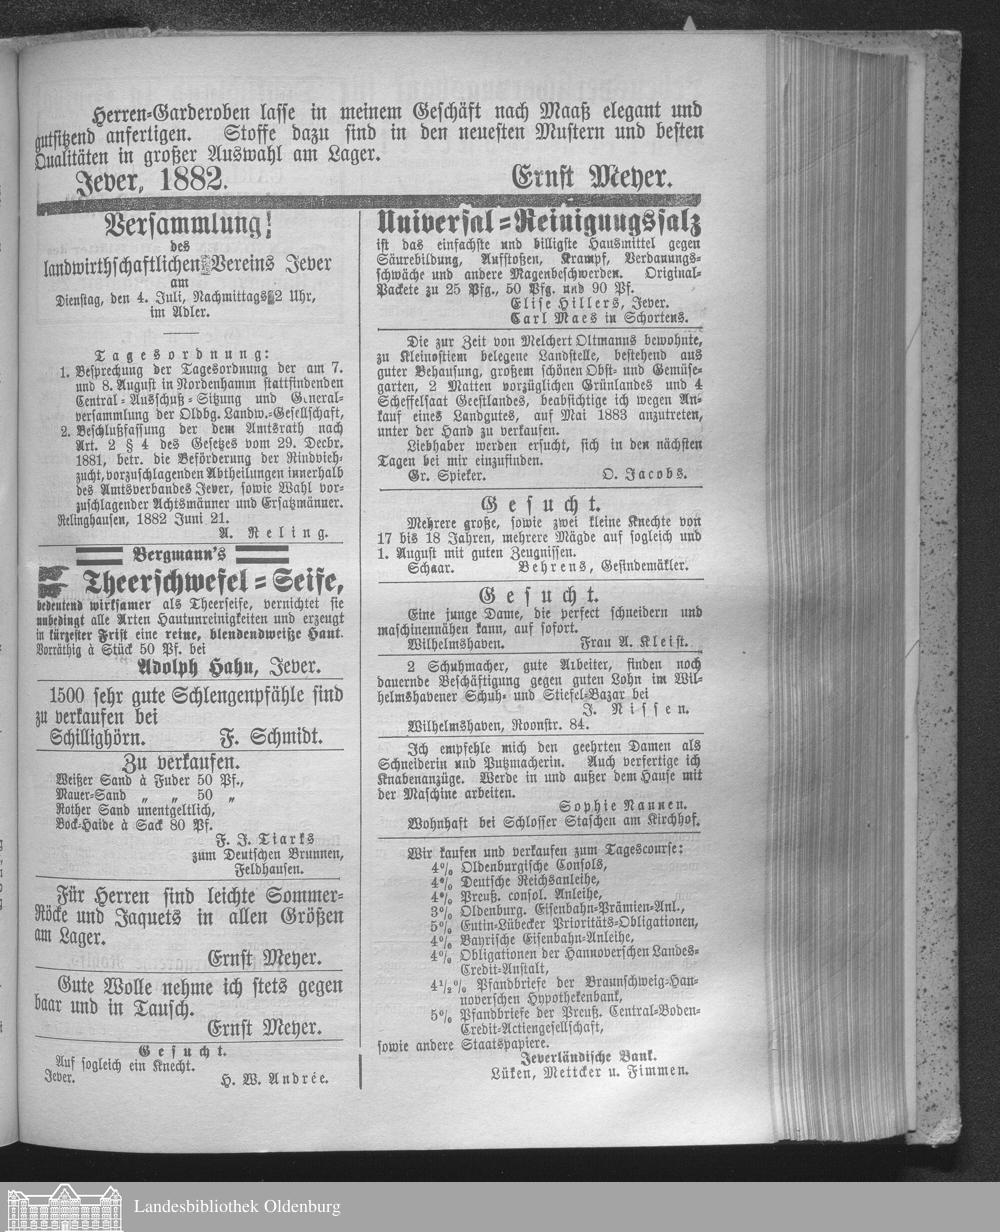 Herren-Garderoben lasse in meinem Geschäft nach Maaß elegant und
gutsitzend anfertigen. Stoffe dazu sind in den neuesten Mustern und besten
Qualitäten in großer Auswahl am Lager.
Jever, 1882. Ernst Meyer.
Versammlung!
des
landwirthschaftlichen Vereins Jever
am
Dienstag, den 4. Juli, Nachmittags 2 Uhr,
im Adler.
Tagesordnung:
1. Besprechung der Tagesordnung der am 7.
und 8. August in Nordenhamm stattfindenden
Central-Ausschuß-Sitzung und General-
versammlung der Oldbg. Landw.-Gesellschaft,
2. Beschlußfassung der dem Amtsrath nach
Art. 2 § 4 des Gesetzes vom 29. Decbr.
1881, betr. die Beförderung der Rindvieh-
zucht, vorzuschlagenden Abtheilungen innerhalb
des Amtsverbandes Jever, sowie Wahl vor-
zuschlagender Achtsmänner und Ersatzmänner.
Relinghausen, 1882 Juni 21.
A. Reling.
Bergmann's
Theerschwefel-Seife,
bedeutend wirksamer als Theerseife, vernichtet sie
unbedingt alle Arten Hautunreinigkeiten und erzeugt
in kürzester Frist eine reine, blendendweiße Haut.
Vorräthig à Stück 50 Pf. bei
Adolph Hahn, Jever.
1500 sehr gute Schlengenpfähle sind
zu verkaufen bei
Schillighörn. F. Schmidt.
Zu verkaufen.
Weißer Sand à Fuder 50 Pf.,
Mauer-Sand „ „ 50 „
Rother Sand unentgeltlich,
Bock-Haide à Sack 80 Pf.
F. J. Tiarks
zum Deutschen Brunnen,
Feldhausen.
Für Herren sind leichte Sommer-
Röcke und Jaquets in allen Größen
am Lager.
Ernst Meyer.
Gute Wolle nehme ich stets gegen
baar und in Tausch.
Ernst Meyer.
Gesucht.
Auf sogleich ein Knecht.
Jever. H. W. Andrée.
Universal-Reinigungssalz
ist das einfachste und billigste Hausmittel gegen
Säurebildung, Aufstoßen, Krampf, Verdauungs-
schwäche und andere Magenbeschwerden. Original-
Packete zu 25 Pfg., 50 Pfg. und 90 Pf.
Elise Hillers, Jever.
Carl Maes in Schortens.
Die zur Zeit von Melchert Oltmanns bewohnte,
zu Kleinostiem belegene Landstelle, bestehend aus
guter Behausung, großem schönen Obst- und Gemüse-
garten, 2 Matten vorzüglichen Grünlandes und 4
Scheffelsaat Geestlandes, beabsichtige ich wegen An-
kauf eines Landgutes, auf Mai 1883 anzutreten,
unter der Hand zu verkaufen.
Liebhaber werden ersucht, sich in den nächsten
Tagen bei mir einzufinden.
Gr. Spieker. O. Jacobs.
Gesucht.
Mehrere große, sowie zwei kleine Knechte von
17 bis 18 Jahren, mehrere Mägde auf sogleich und
1. August mit guten Zeugnissen.
Schaar. Behrens, Gesindemäkler.
Gesucht.
Eine junge Dame, die perfect schneidern und
maschinennähen kann, auf sofort.
Wilhelmshaven. Frau A. Kleist.
2 Schuhmacher, gute Arbeiter, finden noch
dauernde Beschäftigung gegen guten Lohn im Wil-
helmshavener Schuh- und Stiefel-Bazar bei
J. Nissen.
Wilhelmshaven, Roonstr. 84.
Ich empfehle mich den geehrten Damen als
Schneiderin und Putzmacherin. Auch verfertige ich
Knabenanzüge. Werde in und außer dem Hause mit
der Maschine arbeiten.
Sophie Nannen.
Wohnhaft bei Schlosser Staschen am Kirchhof.
Wir kaufen und verkaufen zum Tagescourse:
4% Oldenburgische Consols,
4% Deutsche Reichsanleihe,
4% Preuß. consol. Anleihe,
3% Oldenburg. Eisenbahn-Prämien-Anl.,
5% Eutin-Lübecker Prioritäts-Obligationen,
4% Bayrische Eisenbahn-Anleihe,
4% Obligationen der Hannoverschen Landes-
Credit-Anstalt,
4½% Pfandbriefe der Braunschweig-Han-
noverschen Hypothekenbank,
5% Pfandbriefe der Preuß. Central-Boden-
Credit-Actiengesellschaft,
sowie andere Staatspapiere.
Jeverländische Bank.
Lüken, Mettcker u. Fimmen.
Landesbibliothek Oldenburg